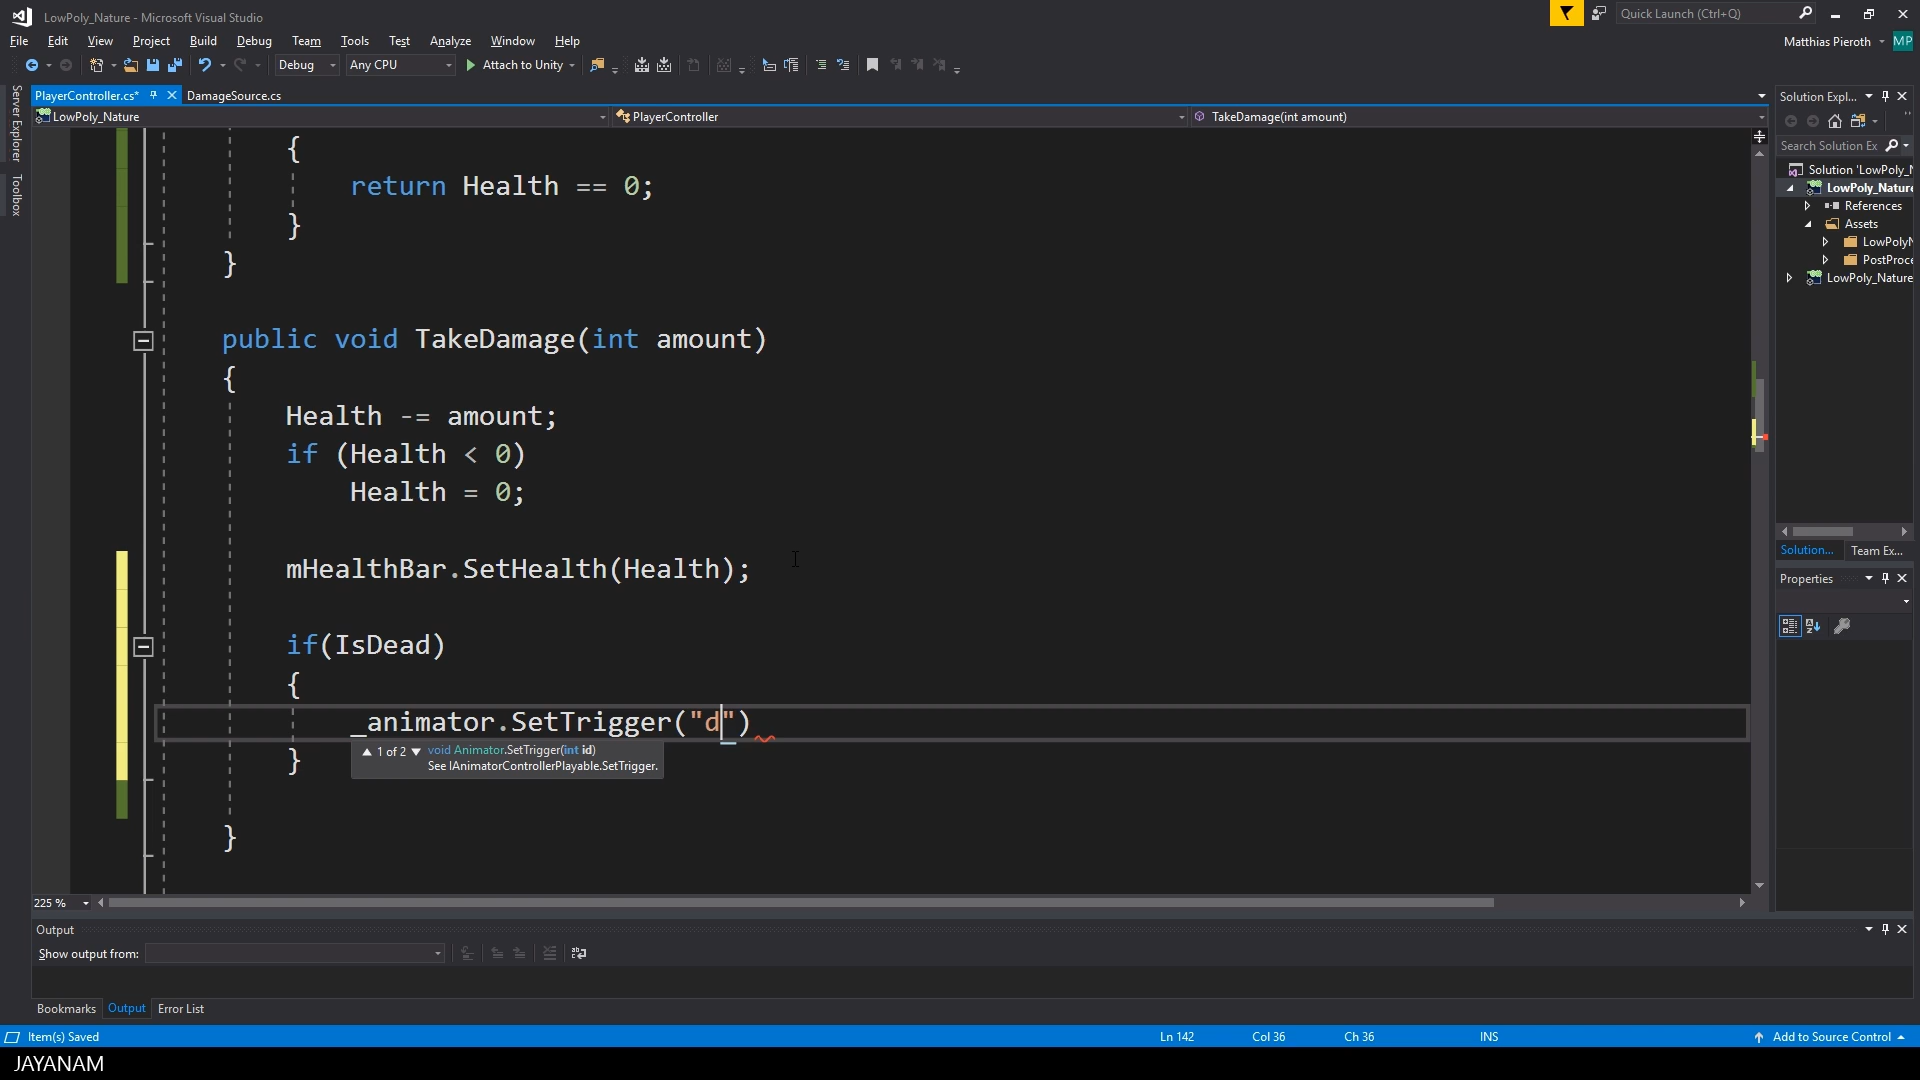 LowPoly_Nature - Microsoft Visual Studio
Quick Launch (Ctrl+Q)
File Edit View Project Build Debug Team Tools Test Analyze Window Help
Matthias Pieroth MP
Debug Any CPU Attach to Unity
Server Explorer
Toolbox
PlayerController.cs* DamageSource.cs
LowPoly_Nature PlayerController TakeDamage(int amount)
{
return Health == 0;
}
}
public void TakeDamage(int amount)
{
Health -= amount;
if (Health < 0)
Health = 0;
mHealthBar.SetHealth(Health);
if(IsDead)
{
_animator.SetTrigger("d")
1 of 2 void Animator.SetTrigger(int id)
See IAnimatorControllerPlayable.SetTrigger.
}
}
225 %
Solution Expl...
Search Solution Ex
Solution 'LowPoly_N
LowPoly_Nature
References
Assets
LowPolyN
PostProce
LowPoly_Nature
Solution... Team Ex...
Properties
Output
Show output from:
Bookmarks Output Error List
Item(s) Saved Ln 142 Col 36 Ch 36 INS Add to Source Control
JAYANAM